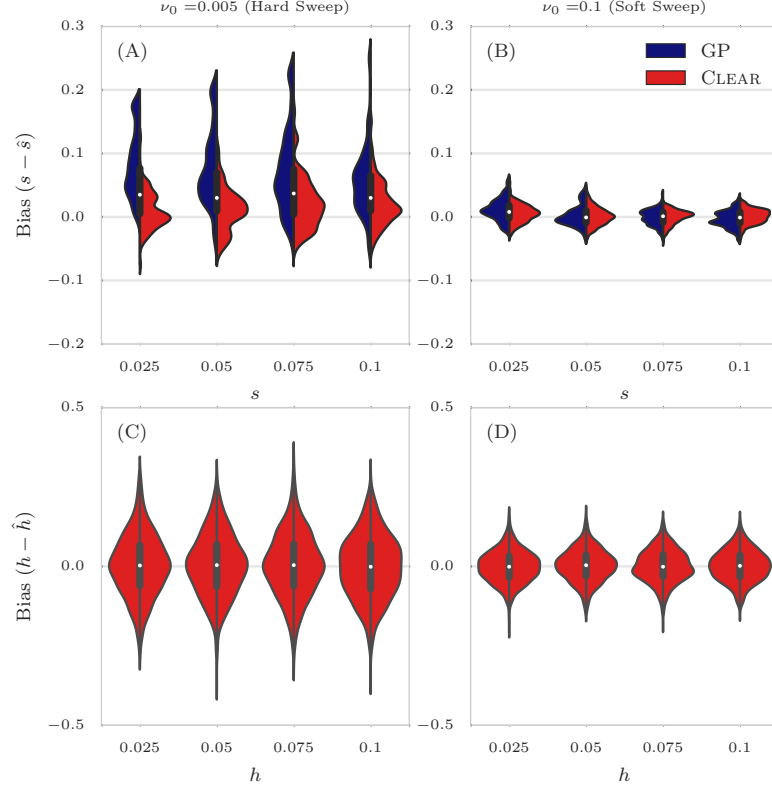 ν₀ =0.005 (Hard Sweep)
ν₀ =0.1 (Soft Sweep)
(A)
(B)
GP
CLEAR
Bias (s − ŝ)
0.3
0.2
0.1
0.0
−0.1
−0.2
0.025 0.05 0.075 0.1
s
0.3
0.2
0.1
0.0
−0.1
−0.2
0.025 0.05 0.075 0.1
s
(C)
(D)
Bias (h − ĥ)
0.5
0.0
−0.5
0.025 0.05 0.075 0.1
h
0.5
0.0
−0.5
0.025 0.05 0.075 0.1
h